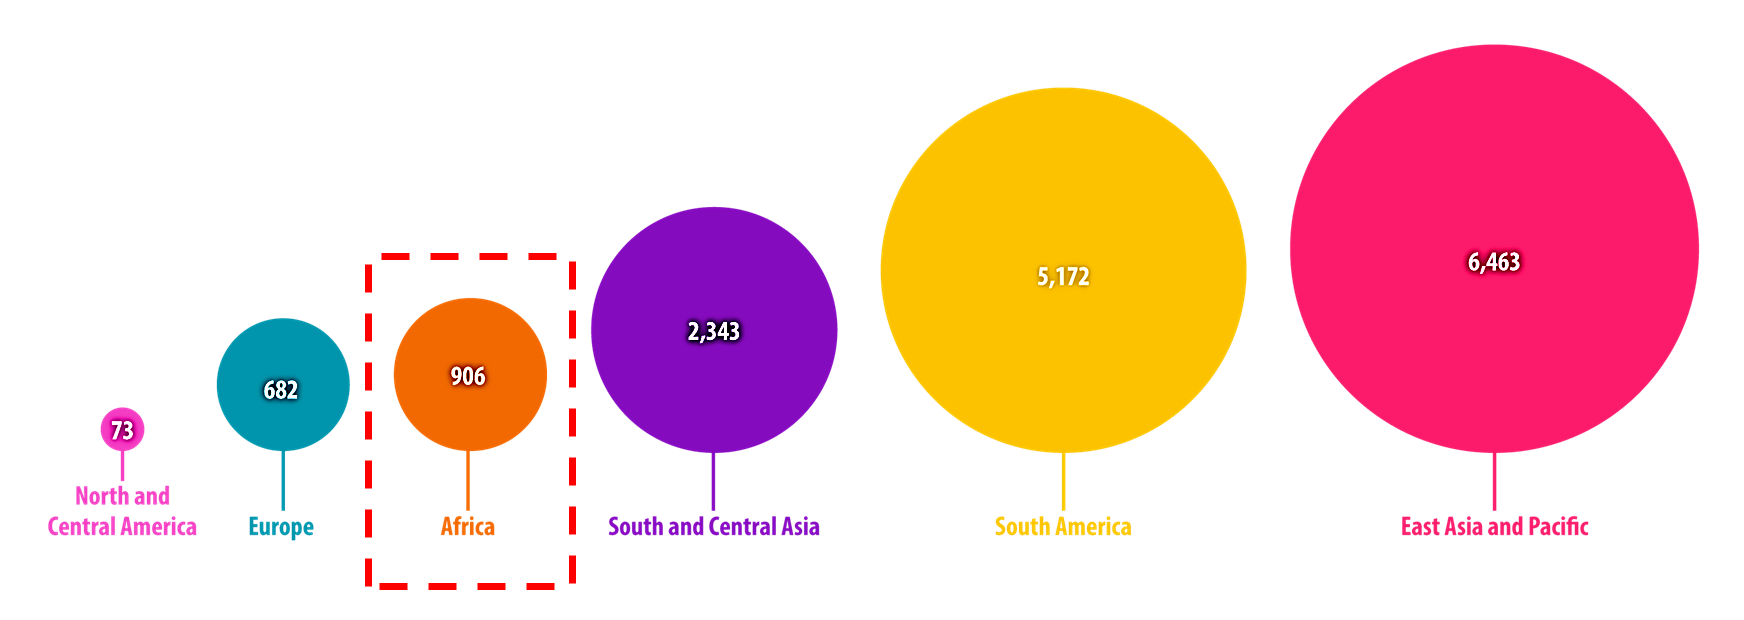 73
North and
Central America
682
Europe
906
Africa
2,343
South and Central Asia
5,172
South America
6,463
East Asia and Pacific